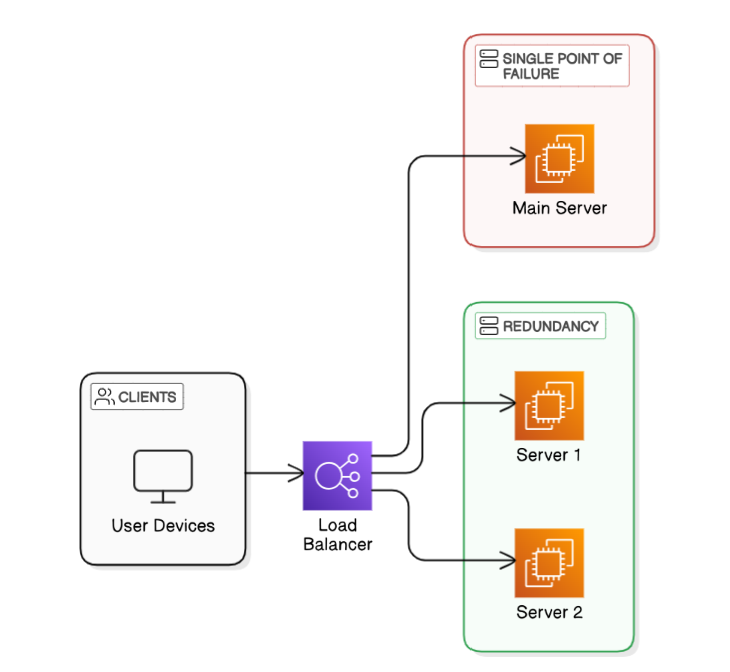 SINGLE POINT OF
FAILURE
Main Server
REDUNDANCY
CLIENTS
Server 1
User Devices
Load
Balancer
Server 2